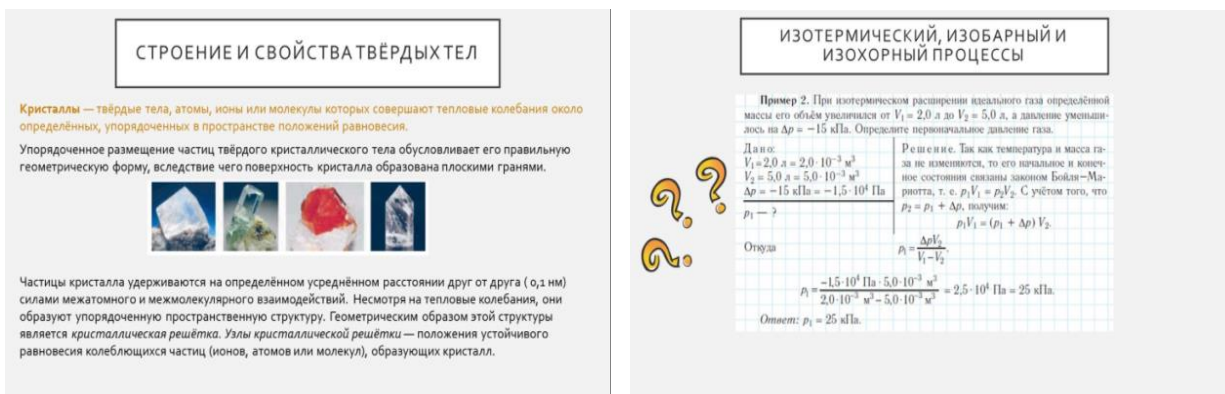 СТРОЕНИЕ И СВОЙСТВА ТВЁРДЫХ ТЕЛ
Кристаллы — твёрдые тела, атомы, ионы или молекулы которых совершают тепловые колебания около
определённых, упорядоченных в пространстве положений равновесия.
Упорядоченное размещение частиц твёрдого кристаллического тела обусловливает его правильную
геометрическую форму, вследствие чего поверхность кристалла образована плоскими гранями.
Частицы кристалла удерживаются на определённом усреднённом расстоянии друг от друга ( 0,1 нм)
силами межатомного и межмолекулярного взаимодействий. Несмотря на тепловые колебания, они
образуют упорядоченную пространственную структуру. Геометрическим образом этой структуры
является кристаллическая решётка. Узлы кристаллической решётки — положения устойчивого
равновесия колеблющихся частиц (ионов, атомов или молекул), образующих кристалл.
ИЗОТЕРМИЧЕСКИЙ, ИЗОБАРНЫЙ И
ИЗОХОРНЫЙ ПРОЦЕССЫ
Пример 2. При изотермическом расширении идеального газа определённой
массы его объём увеличился от V₁ = 2,0 л до V₂ = 5,0 л, а давление уменьши-
лось на Δp = −15 кПа. Определите первоначальное давление газа.
Дано:
V₁ = 2,0 л = 2,0 · 10⁻³ м³
V₂ = 5,0 л = 5,0 · 10⁻³ м³
Δp = −15 кПа = −1,5 · 10⁴ Па
p₁ — ?
Решение. Так как температура и масса га-
за не изменяются, то его начальное и конеч-
ное состояния связаны законом Бойля—Ма-
риотта, т. е. p₁V₁ = p₂V₂. С учётом того, что
p₂ = p₁ + Δp, получим:
p₁V₁ = (p₁ + Δp) V₂.
Откуда p₁ = ΔpV₂ / V₁ − V₂.
p₁ = −1,5 · 10⁴ Па · 5,0 · 10⁻³ м³ / 2,0 · 10⁻³ м³ − 5,0 · 10⁻³ м³ = 2,5 · 10⁴ Па = 25 кПа.
Ответ: p₁ = 25 кПа.